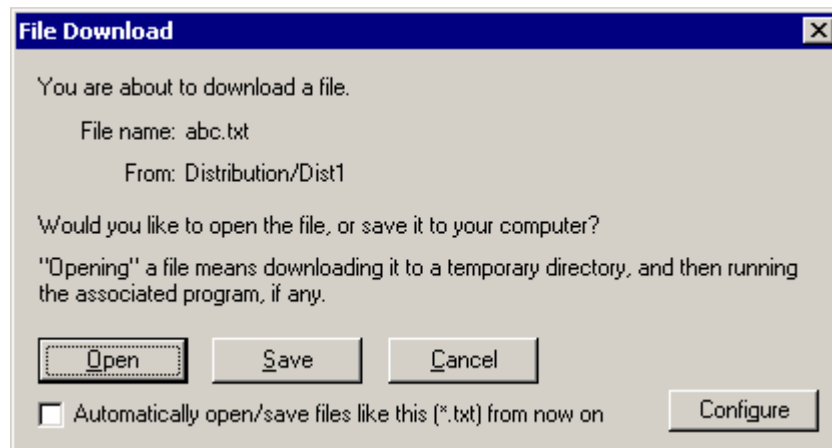 File Download
You are about to download a file.
File name: abc.txt
From: Distribution/Dist1
Would you like to open the file, or save it to your computer?
"Opening" a file means downloading it to a temporary directory, and then running
the associated program, if any.
Open Save Cancel
Automatically open/save files like this (*.txt) from now on Configure